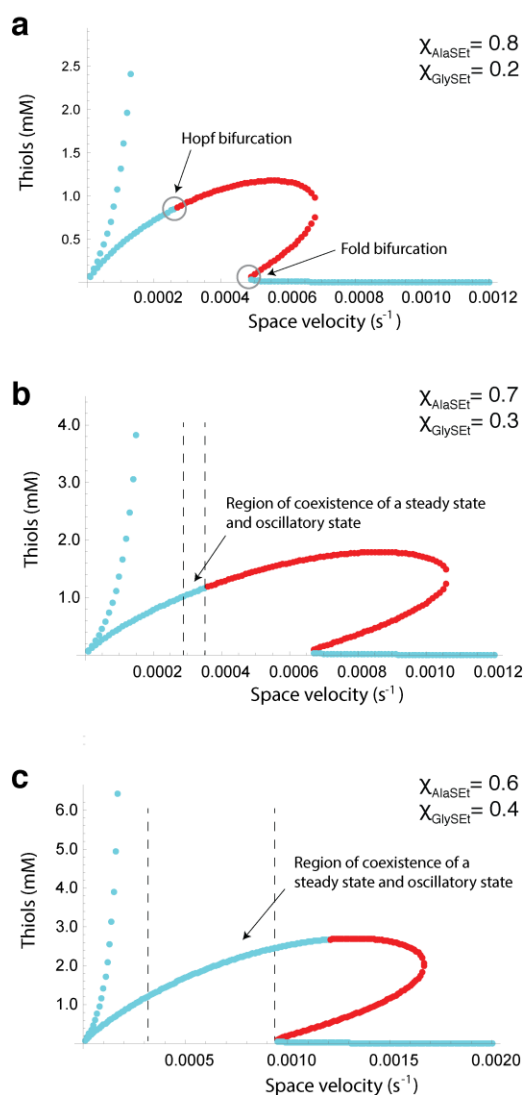 a
χAlaSEt= 0.8
χGlySEt= 0.2
Thiols (mM)
2.5
2.0
1.5
1.0
0.5
Hopf bifurcation
Fold bifurcation
0.0002 0.0004 0.0006 0.0008 0.0010 0.0012
Space velocity (s-1)
b
χAlaSEt= 0.7
χGlySEt= 0.3
Thiols (mM)
4.0
3.0
2.0
1.0
Region of coexistence of a steady state
and oscillatory state
0.0002 0.0004 0.0006 0.0008 0.0010 0.0012
Space velocity (s-1)
c
χAlaSEt= 0.6
χGlySEt= 0.4
Thiols (mM)
6.0
5.0
4.0
3.0
2.0
1.0
Region of coexistence of a
steady state and oscillatory state
0.0005 0.0010 0.0015 0.0020
Space velocity (s-1)